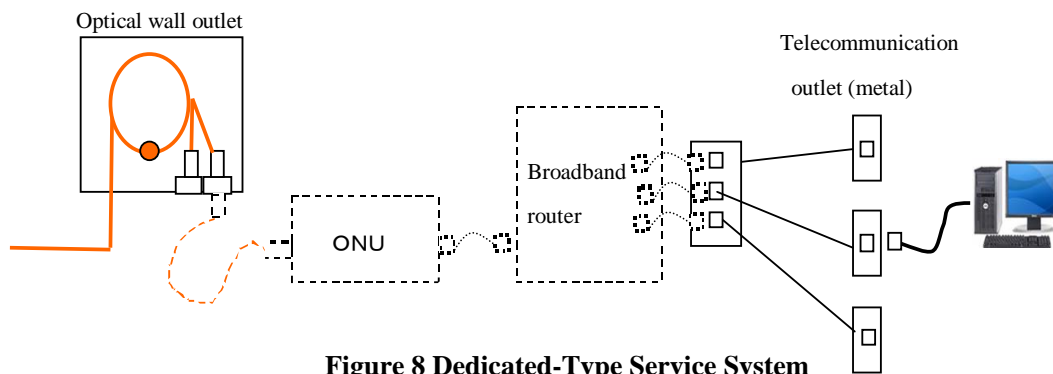 Optical wall outlet
Telecommunication
outlet (metal)
Broadband
router
ONU
Figure 8 Dedicated-Type Service System